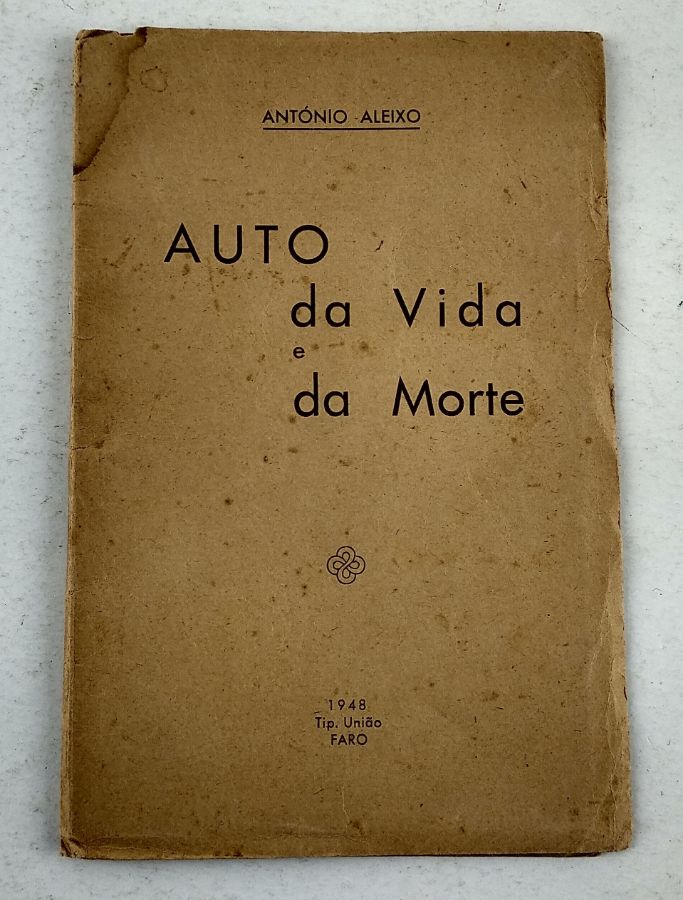 ANTÓNIO ALEIXO
AUTO
da Vida
e
da Morte
1948
Tip. União
FARO